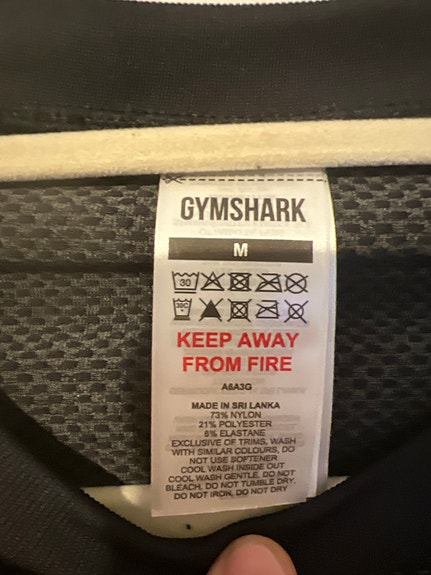 GYMSHARK
M
30
30C
KEEP AWAY
FROM FIRE
A6A3G
MADE IN SRI LANKA
73% NYLON
21% POLYESTER
6% ELASTANE
EXCLUSIVE OF TRIMS, WASH
WITH SIMILAR COLOURS, DO
NOT USE SOFTENER
COOL WASH INSIDE OUT
COOL WASH GENTLE, DO NOT
BLEACH, DO NOT TUMBLE DRY,
DO NOT IRON, DO NOT DRY